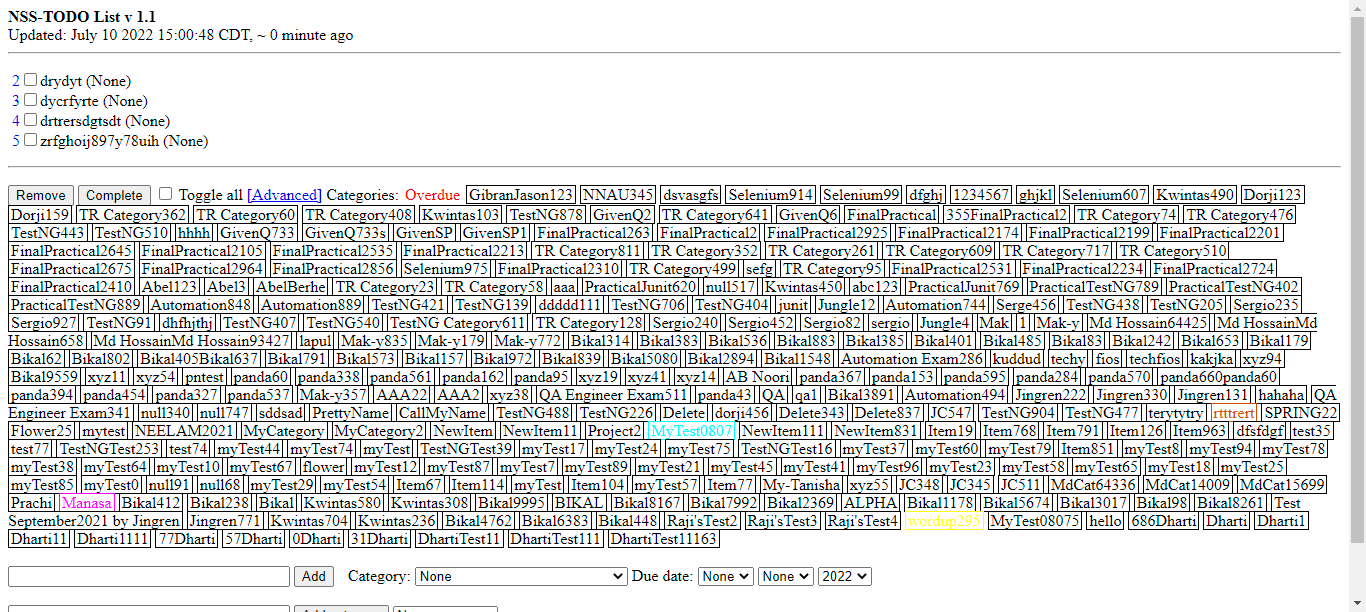 NSS-TODO List v 1.1
Updated: July 10 2022 15:00:48 CDT, ~ 0 minute ago
2 drydyt (None)
3 dycrfyrte (None)
4 drtrersdgtsdt (None)
5 zrfghoij897y78uih (None)
Remove Complete Toggle all [Advanced] Categories: Overdue GibranJason123 NNAU345 dsvasgfs Selenium914 Selenium99 dfghj 1234567 ghjkl Selenium607 Kwintas490 Dorji123
Dorji159 TR Category362 TR Category60 TR Category408 Kwintas103 TestNG878 GivenQ2 TR Category641 GivenQ6 FinalPractical 355FinalPractical2 TR Category74 TR Category476
TestNG443 TestNG510 hhhh GivenQ733 GivenQ733s GivenSP GivenSP1 FinalPractical263 FinalPractical2 FinalPractical2925 FinalPractical2174 FinalPractical2199 FinalPractical2201
FinalPractical2645 FinalPractical2105 FinalPractical2535 FinalPractical2213 TR Category811 TR Category352 TR Category261 TR Category609 TR Category717 TR Category510
FinalPractical2675 FinalPractical2964 FinalPractical2856 Selenium975 FinalPractical2310 TR Category499 sefg TR Category95 FinalPractical2531 FinalPractical2234 FinalPractical2724
FinalPractical2410 Abel123 Abel3 AbelBerhe TR Category23 TR Category58 aaa PracticalJunit620 null517 Kwintas450 abc123 PracticalJunit769 PracticalTestNG789 PracticalTestNG402
PracticalTestNG889 Automation848 Automation889 TestNG421 TestNG139 ddddd111 TestNG706 TestNG404 junit Jungle12 Automation744 Serge456 TestNG438 TestNG205 Sergio235
Sergio927 TestNG91 dhfhjthj TestNG407 TestNG540 TestNG Category611 TR Category128 Sergio240 Sergio452 Sergio82 sergio Jungle4 Mak 1 Mak-y Md Hossain64425 Md HossainMd
Hossain658 Md HossainMd Hossain93427 lapul Mak-y835 Mak-y179 Mak-y772 Bikal314 Bikal383 Bikal536 Bikal883 Bikal385 Bikal401 Bikal485 Bikal83 Bikal242 Bikal653 Bikal179
Bikal62 Bikal802 Bikal405Bikal637 Bikal791 Bikal573 Bikal157 Bikal972 Bikal839 Bikal5080 Bikal2894 Bikal1548 Automation Exam286 kuddud techy fios techfios kakjka xyz94
Bikal9559 xyz11 xyz54 pntest panda60 panda338 panda561 panda162 panda95 xyz19 xyz41 xyz14 AB Noori panda367 panda153 panda595 panda284 panda570 panda660panda60
panda394 panda454 panda327 panda537 Mak-y357 AAA22 AAA2 xyz38 QA Engineer Exam511 panda43 QA qa1 Bikal3891 Automation494 Jingren222 Jingren330 Jingren131 hahaha QA
Engineer Exam341 null340 null747 sddsad PrettyName CallMyName TestNG488 TestNG226 Delete dorji456 Delete343 Delete837 JC547 TestNG904 TestNG477 terytytry rtttrert SPRING22
Flower25 mytest NEELAM2021 MyCategory MyCategory2 NewItem NewItem11 Project2 MyTest0807 NewItem111 NewItem831 Item19 Item768 Item791 Item126 Item963 dfsfdgf test35
test77 TestNGTest253 test74 myTest44 myTest74 myTest TestNGTest39 myTest17 myTest24 myTest75 TestNGTest16 myTest37 myTest60 myTest79 Item851 myTest8 myTest94 myTest78
myTest38 myTest64 myTest10 myTest67 flower myTest12 myTest87 myTest7 myTest89 myTest21 myTest45 myTest41 myTest96 myTest23 myTest58 myTest65 myTest18 myTest25
myTest85 myTest0 null91 null68 myTest29 myTest54 Item67 Item114 myTest Item104 myTest57 Item77 My-Tanisha xyz55 JC348 JC345 JC511 MdCat64336 MdCat14009 MdCat15699
Prachi Manasa Bikal412 Bikal238 Bikal Kwintas580 Kwintas308 Bikal9995 BIKAL Bikal8167 Bikal7992 Bikal2369 ALPHA Bikal1178 Bikal5674 Bikal3017 Bikal98 Bikal8261 Test
September2021 by Jingren Jingren771 Kwintas704 Kwintas236 Bikal4762 Bikal6383 Bikal448 Raji'sTest2 Raji'sTest3 Raji'sTest4 wordup295 MyTest08075 hello 686Dharti Dharti Dharti1
Dharti11 Dharti1111 77Dharti 57Dharti 0Dharti 31Dharti DhartiTest11 DhartiTest111 DhartiTest11163
Add Category: None Due date: None None 2022